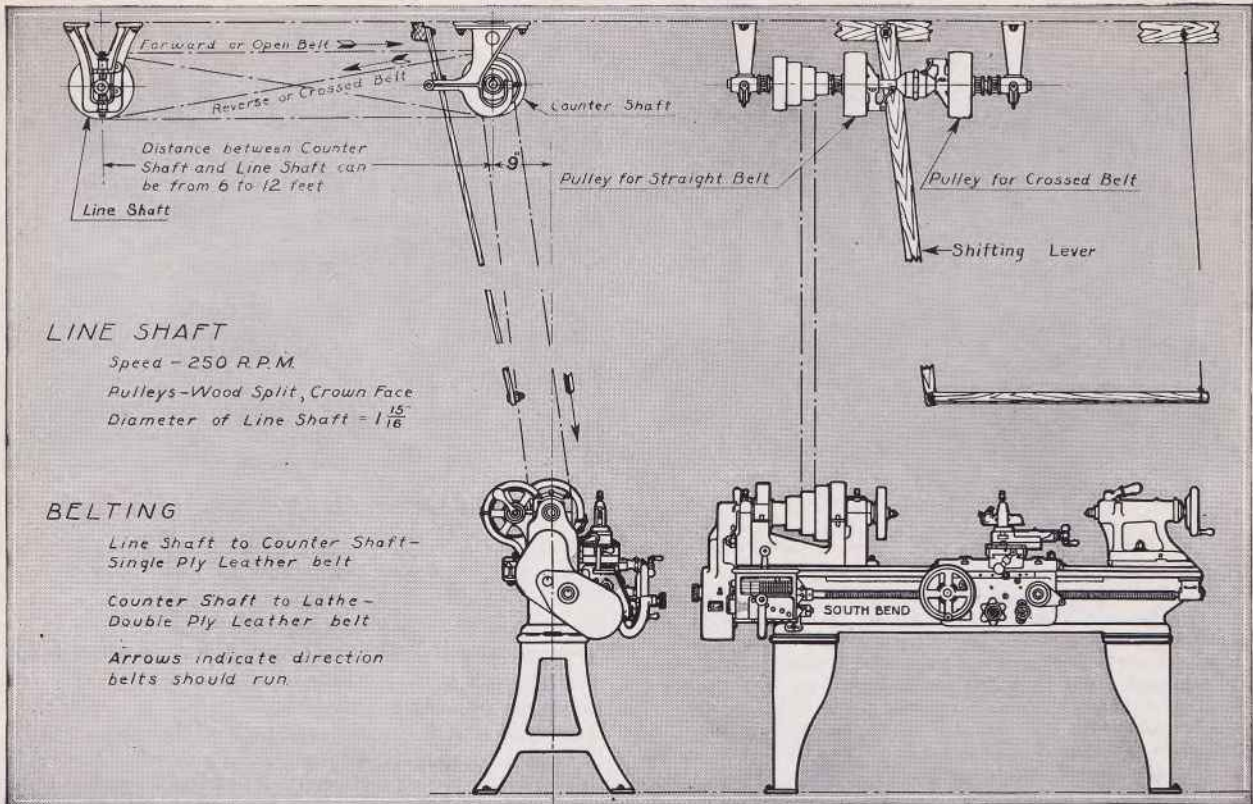 Forward or Open Belt
Reverse or Crossed Belt
Counter Shaft
Distance between Counter
Shaft and Line Shaft can
be from 6 to 12 feet
9"
Line Shaft
Pulley for Straight Belt
Pulley for Crossed Belt
Shifting Lever
LINE SHAFT
Speed – 250 R.P.M.
Pulleys–Wood Split, Crown Face
Diameter of Line Shaft = 1 15/16"
BELTING
Line Shaft to Counter Shaft–
Single Ply Leather belt
Counter Shaft to Lathe–
Double Ply Leather belt
Arrows indicate direction
belts should run.
SOUTH BEND